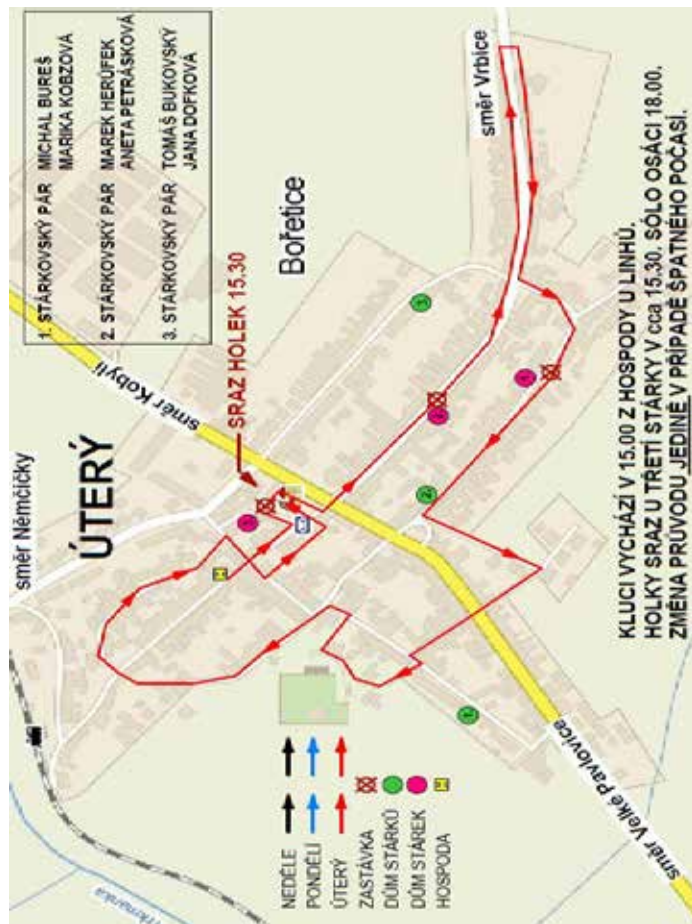 1. STÁRKOVSKÝ PÁR MICHAL BUREŠ
MARIKA KOBZOVÁ
2. STÁRKOVSKÝ PÁR MAREK HERŮFEK
ANETA PETRÁSKOVÁ
3. STÁRKOVSKÝ PÁR TOMÁŠ BUKOVSKÝ
JANA DOFKOVÁ
směr Němčičky
ÚTERÝ
směr Kobylí
SRAZ HOLEK 15.30
Bořetice
směr Vrbice
směr Velké Pavlovice
NEDĚLE
PONDĚLÍ
ÚTERÝ
ZASTÁVKA
DŮM STÁRKŮ
DŮM STÁREK
HOSPODA
H
H
1.
2.
3.
KLUCI VYCHÁZÍ V 15.00 Z HOSPODY U LINHŮ.
HOLKY SRAZ U TŘETÍ STÁRKY V cca 15.30. SÓLO OSÁCI 18.00.
ZMĚNA PRŮVODU JEDINĚ V PŘÍPADĚ ŠPATNÉHO POČASÍ.